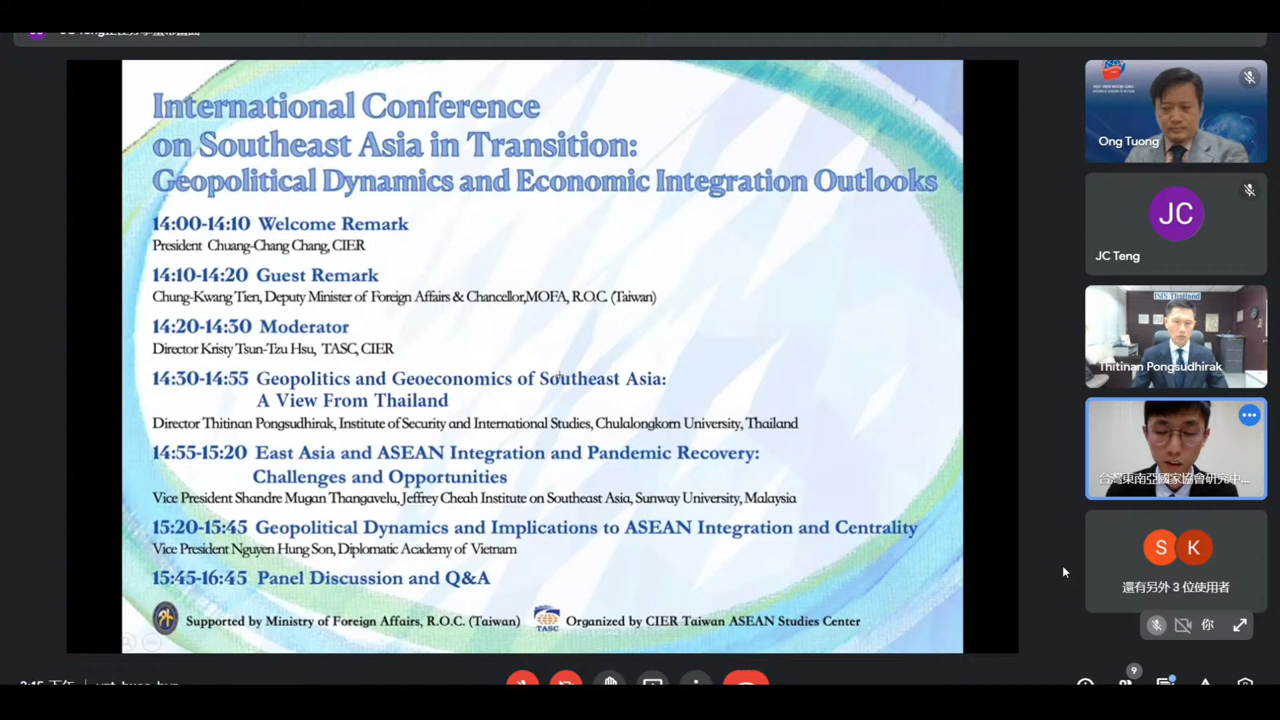 International Conference
on Southeast Asia in Transition:
Geopolitical Dynamics and Economic Integration Outlooks
14:00-14:10 Welcome Remark
President Chuang-Chang Chang, CIER
14:10-14:20 Guest Remark
Chung-Kwang Tien, Deputy Minister of Foreign Affairs & Chancellor,MOFA, R.O.C. (Taiwan)
14:20-14:30 Moderator
Director Kristy Tsun-Tzu Hsu, TASC, CIER
14:30-14:55 Geopolitics and Geoeconomics of Southeast Asia:
A View From Thailand
Director Thitinan Pongsudhirak, Institute of Security and International Studies, Chulalongkorn University, Thailand
14:55-15:20 East Asia and ASEAN Integration and Pandemic Recovery:
Challenges and Opportunities
Vice President Shandre Mugan Thangavelu, Jeffrey Cheah Institute on Southeast Asia, Sunway University, Malaysia
15:20-15:45 Geopolitical Dynamics and Implications to ASEAN Integration and Centrality
Vice President Nguyen Hung Son, Diplomatic Academy of Vietnam
15:45-16:45 Panel Discussion and Q&A
Supported by Ministry of Foreign Affairs, R.O.C. (Taiwan)
TASC
Organized by CIER Taiwan ASEAN Studies Center
HỌC VIỆN NGOẠI GIAO
Ong Tuong
JC
JC Teng
ISIS Thailand
Thitinan Pongsudhirak
台灣東南亞國家協會研究中...
S K
還有另外 3 位使用者
你
9